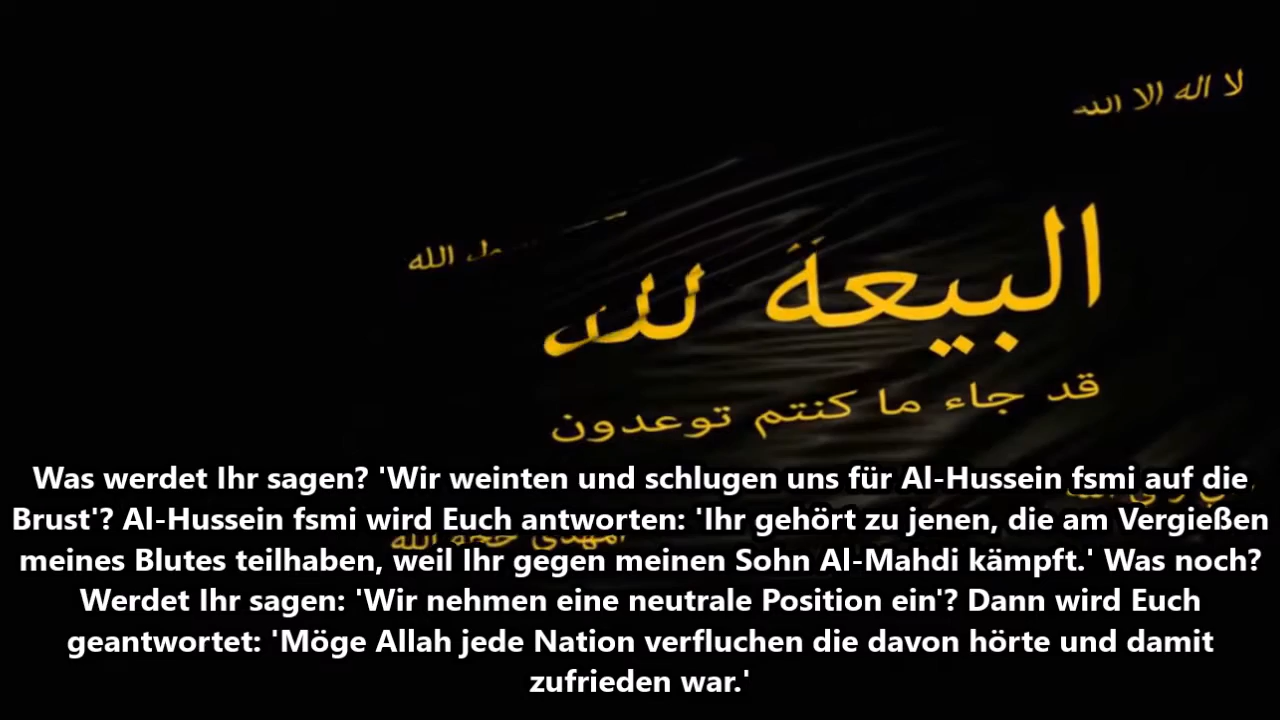 لا اله الا الله
الله
البيعة لله
قد جاء ما كنتم توعدون
Was werdet Ihr sagen? 'Wir weinten und schlugen uns für Al-Hussein fsmi auf die
Brust'? Al-Hussein fsmi wird Euch antworten: 'Ihr gehört zu jenen, die am Vergießen
meines Blutes teilhaben, weil Ihr gegen meinen Sohn Al-Mahdi kämpft.' Was noch?
Werdet Ihr sagen: 'Wir nehmen eine neutrale Position ein'? Dann wird Euch
geantwortet: 'Möge Allah jede Nation verfluchen die davon hörte und damit
zufrieden war.'